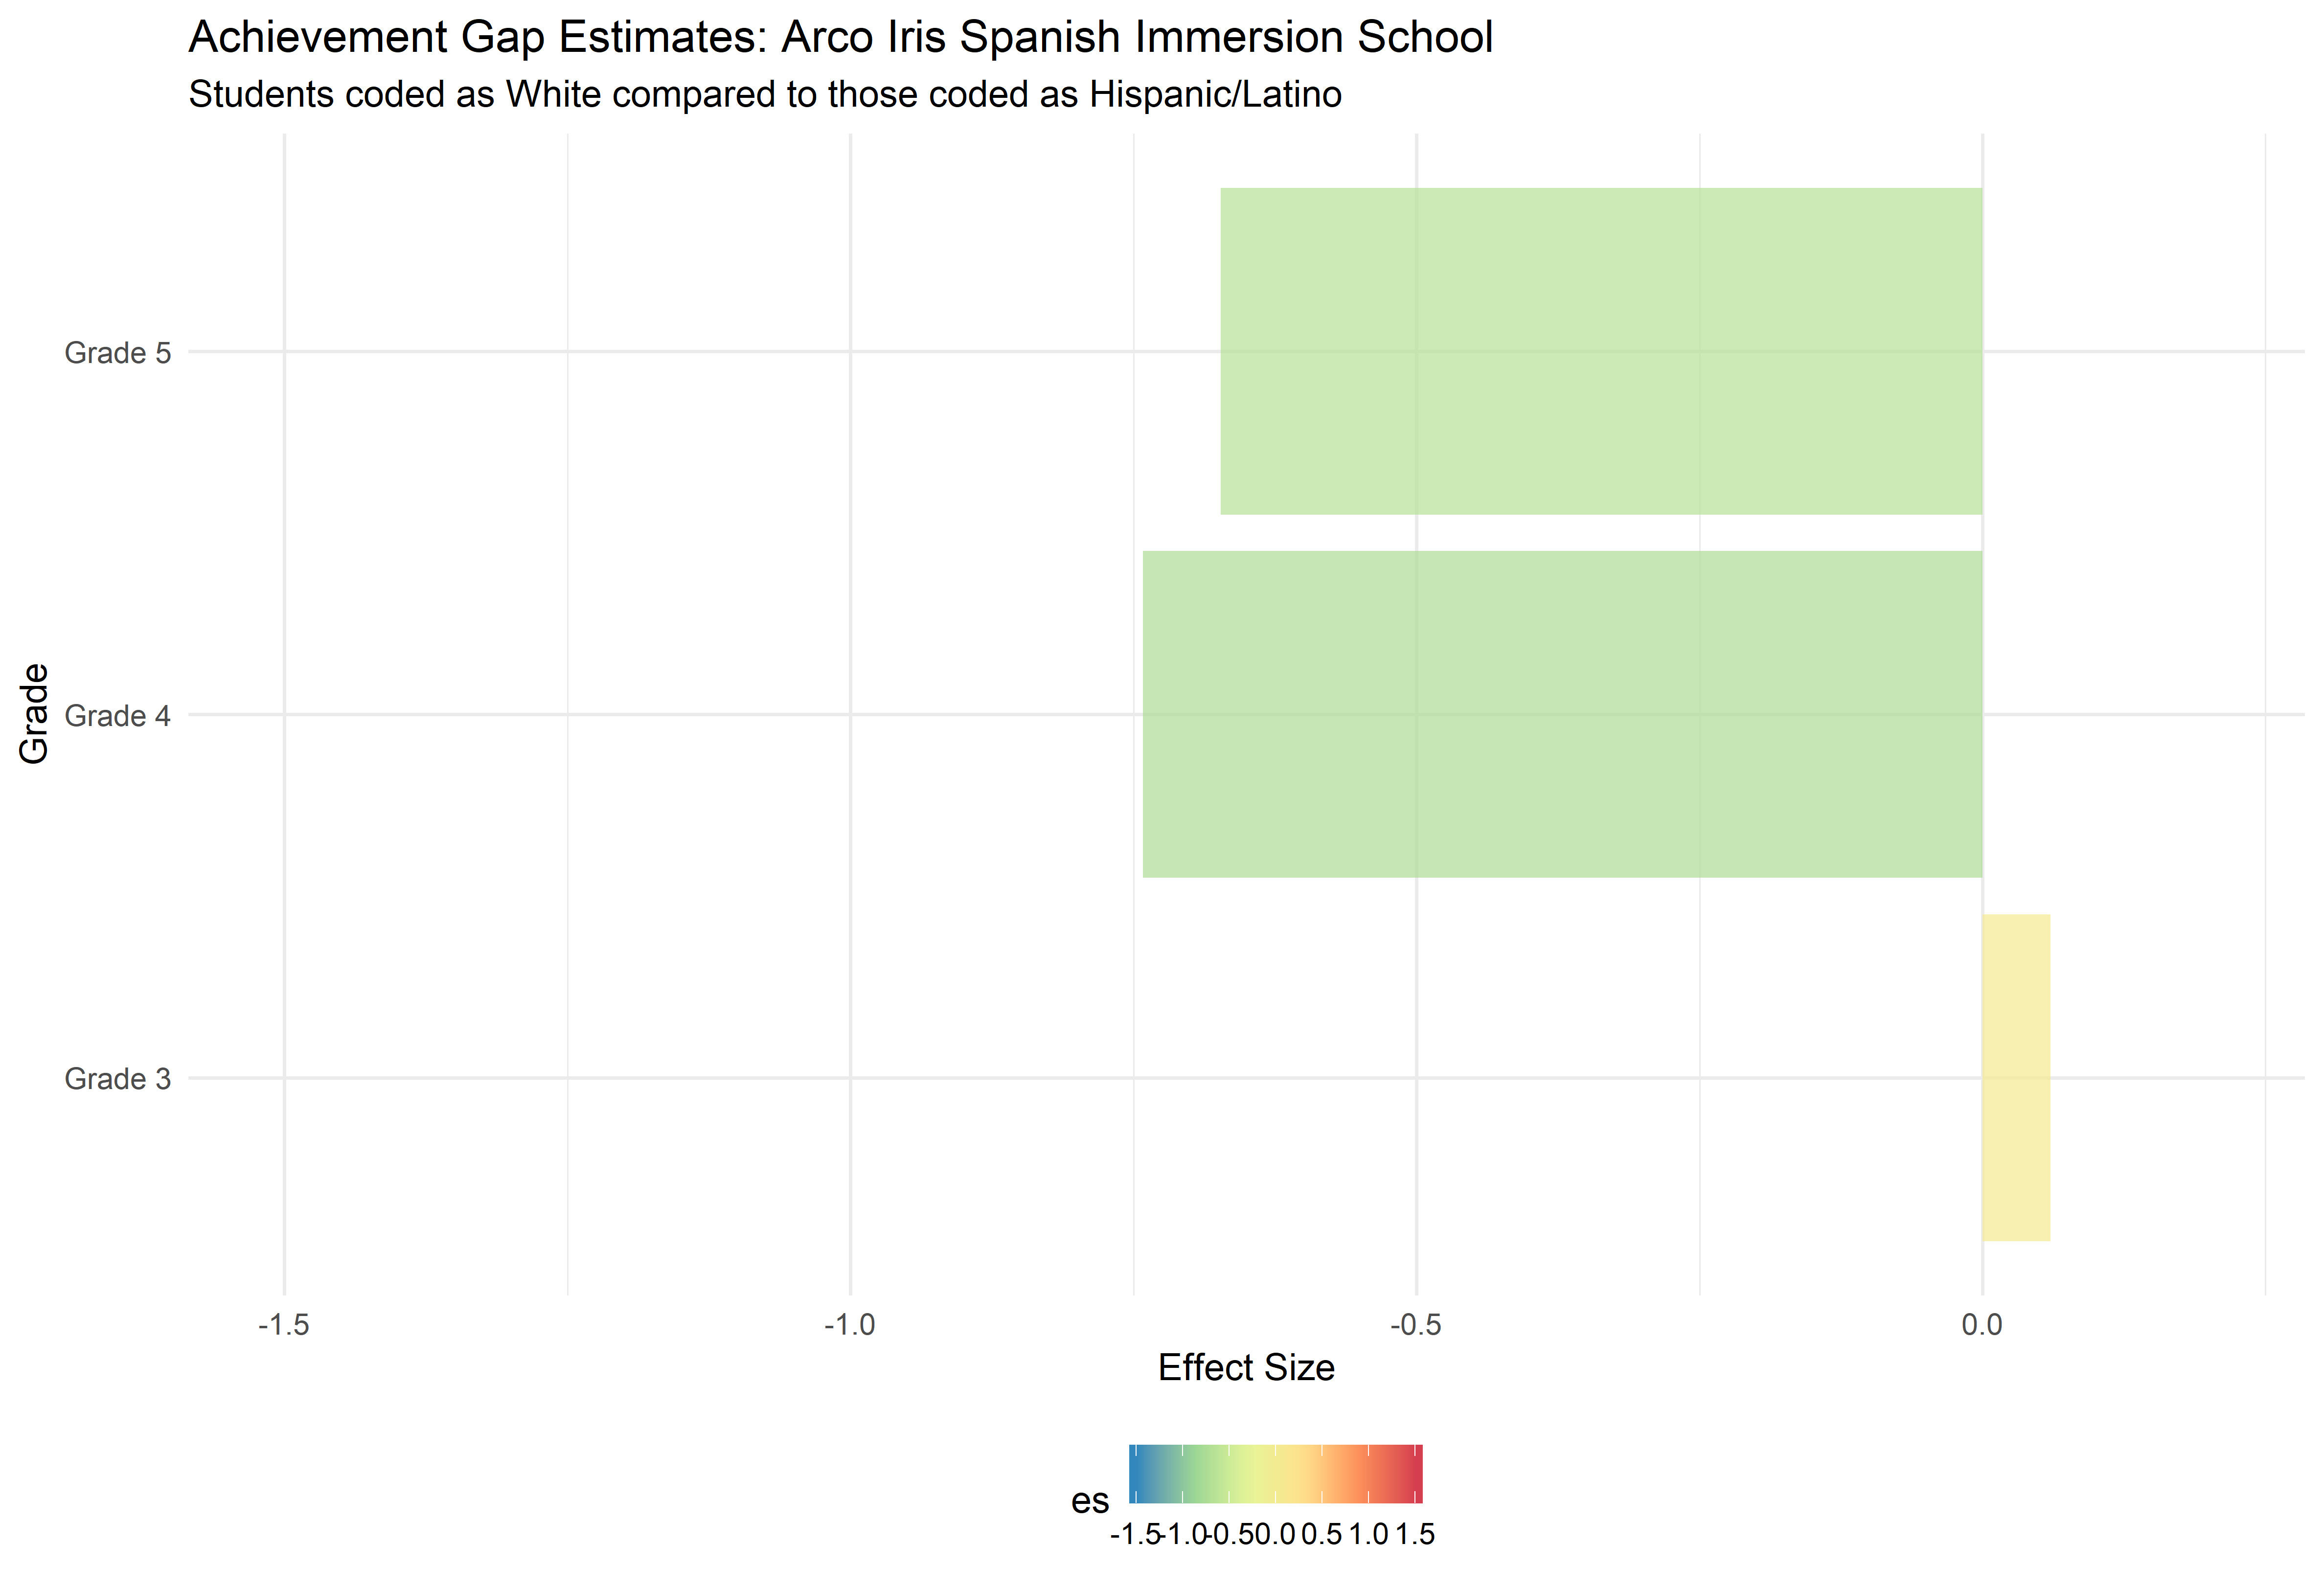 Achievement Gap Estimates: Arco Iris Spanish Immersion School
Students coded as White compared to those coded as Hispanic/Latino
Grade
Grade 5
Grade 4
Grade 3
-1.5 -1.0 -0.5 0.0
Effect Size
es
-1.5 -1.0 -0.5 0.0 0.5 1.0 1.5